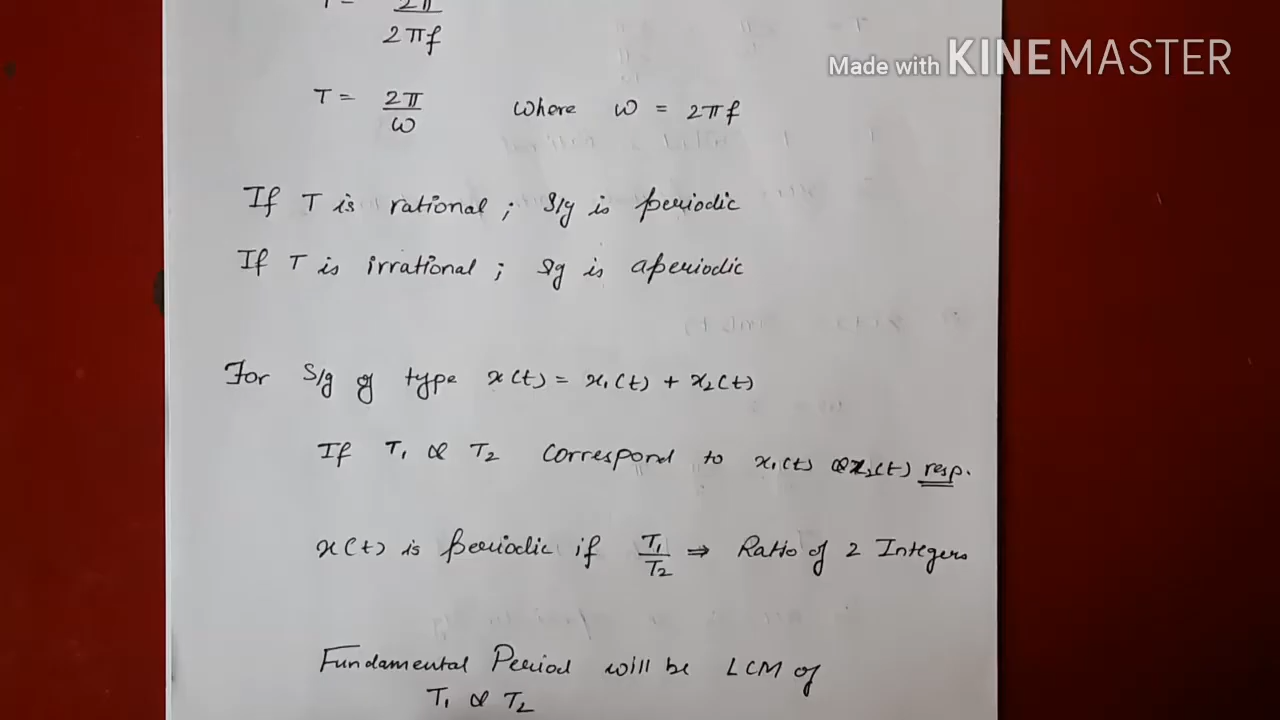 T = 2π
2πf
Made with KINEMASTER
T = 2π/ω where ω = 2πf
If T is rational ; S/g is periodic
If T is irrational ; S/g is aperiodic
For S/g of type x(t) = x₁(t) + x₂(t)
If T₁ & T₂ correspond to x₁(t) & x₂(t) resp.
x(t) is periodic if T₁/T₂ ⇒ Ratio of 2 Integers
Fundamental Period will be LCM of
T₁ & T₂